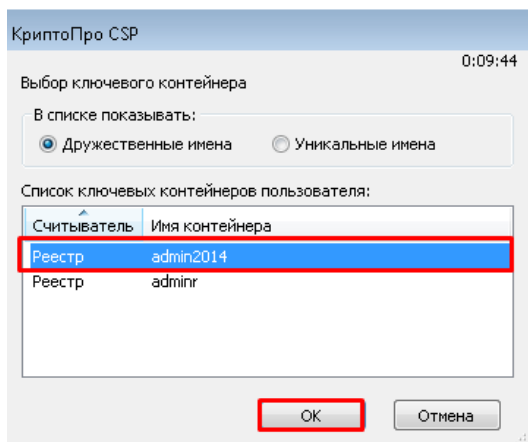 КриптоПро CSP
0:09:44
Выбор ключевого контейнера
В списке показывать:
Дружественные имена Уникальные имена
Список ключевых контейнеров пользователя:
Считыватель Имя контейнера
Реестр admin2014
Реестр adminr
OK Отмена